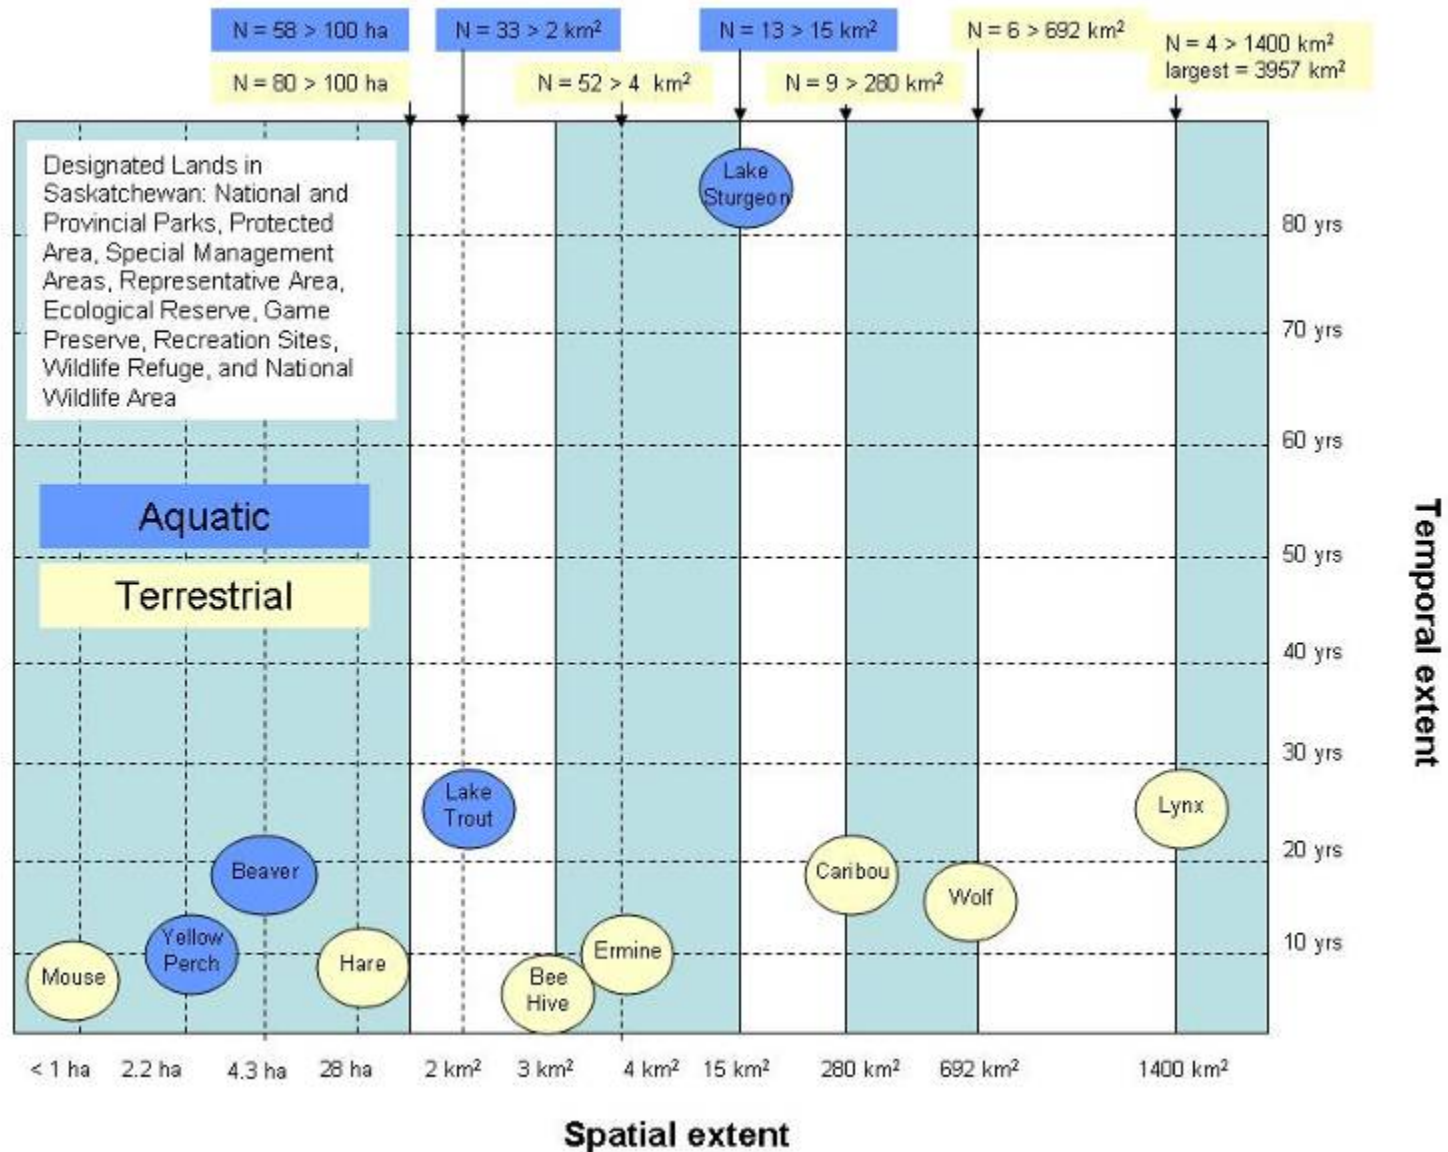 N = 58 > 100 ha
N = 33 > 2 km²
N = 13 > 15 km²
N = 6 > 692 km²
N = 4 > 1400 km²
largest = 3957 km²
N = 80 > 100 ha
N = 52 > 4 km²
N = 9 > 280 km²
Designated Lands in
Saskatchewan: National and
Provincial Parks, Protected
Area, Special Management
Areas, Representative Area,
Ecological Reserve, Game
Preserve, Recreation Sites,
Wildlife Refuge, and National
Wildlife Area
Aquatic
Terrestrial
Lake
Sturgeon
Lake
Trout
Lynx
Beaver
Caribou
Wolf
Yellow
Perch
Mouse
Hare
Bee
Hive
Ermine
80 yrs
70 yrs
60 yrs
50 yrs
40 yrs
30 yrs
20 yrs
10 yrs
Temporal extent
< 1 ha
2.2 ha
4.3 ha
28 ha
2 km²
3 km²
4 km²
15 km²
280 km²
692 km²
1400 km²
Spatial extent